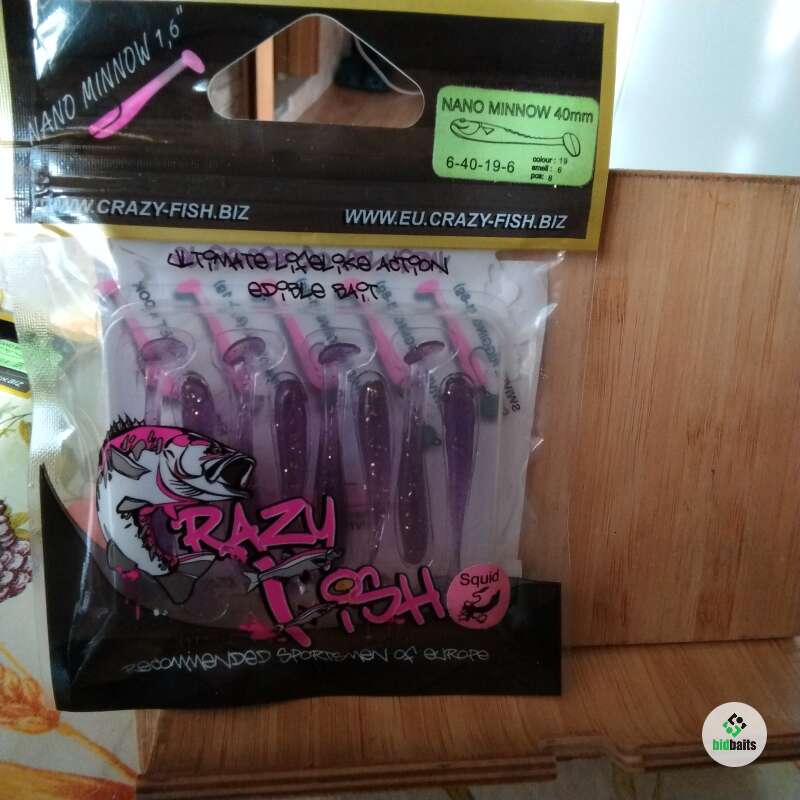 NANO MINNOW 1,6"
NANO MINNOW 40mm
6-40-19-6
colour: 19
smell: 6
pcs: 8
WWW.CRAZY-FISH.BIZ
WWW.EU.CRAZY-FISH.BIZ
ULTIMATE LIFELIKE ACTION
EDIBLE BAIT
CRAZY
FISH
Squid
RECOMMENDED SPORTSMEN OF EUROPE
bidbaits